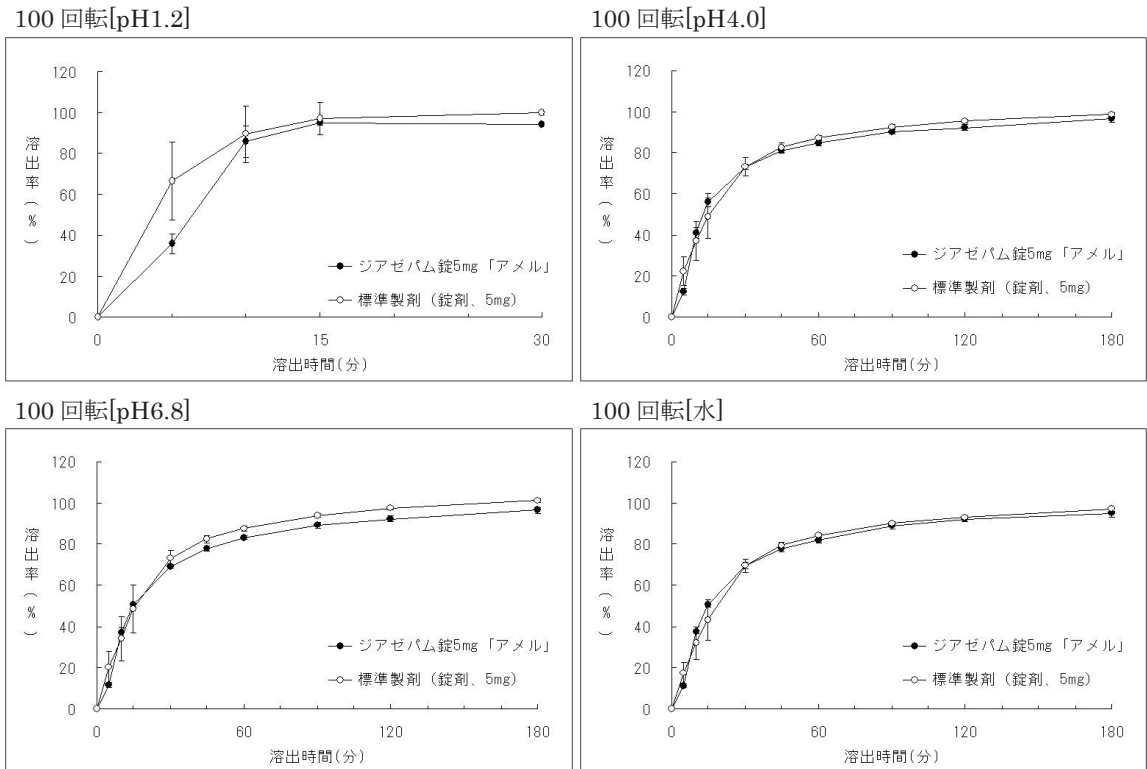 100 回転[pH1.2]
120
100
80
60
40
20
0
溶出率(%)
ジアゼパム錠5mg「アメル」
標準製剤(錠剤、5mg)
0 15 30
溶出時間(分)
100 回転[pH4.0]
120
100
80
60
40
20
0
溶出率(%)
ジアゼパム錠5mg「アメル」
標準製剤(錠剤、5mg)
0 60 120 180
溶出時間(分)
100 回転[pH6.8]
120
100
80
60
40
20
0
溶出率(%)
ジアゼパム錠5mg「アメル」
標準製剤(錠剤、5mg)
0 60 120 180
溶出時間(分)
100 回転[水]
120
100
80
60
40
20
0
溶出率(%)
ジアゼパム錠5mg「アメル」
標準製剤(錠剤、5mg)
0 60 120 180
溶出時間(分)